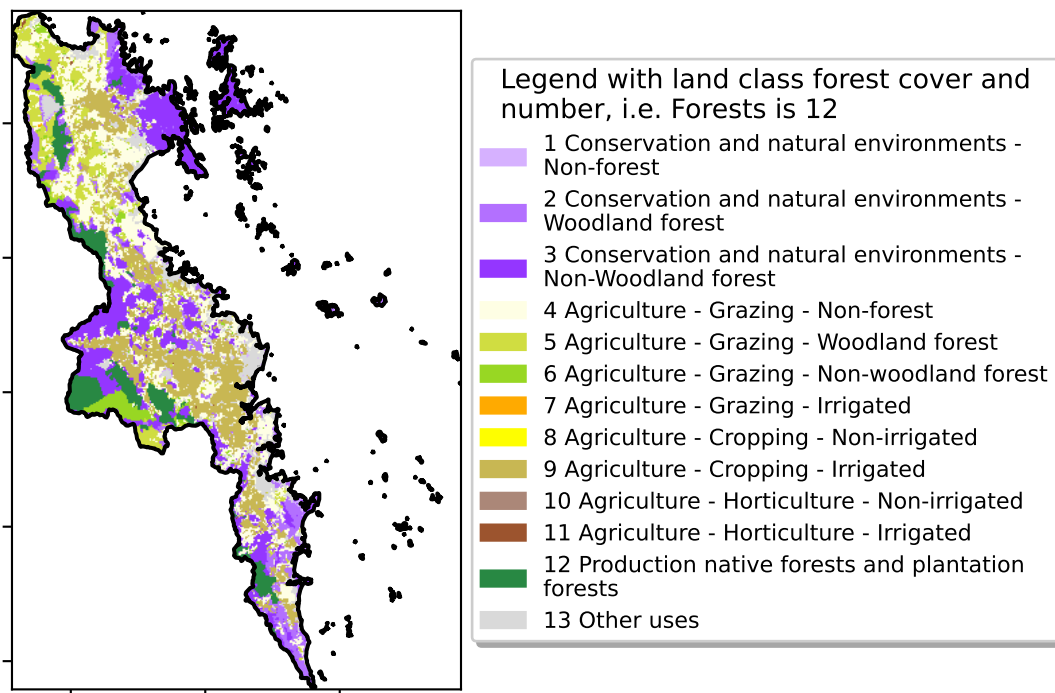 Legend with land class forest cover and
number, i.e. Forests is 12
1 Conservation and natural environments -
Non-forest
2 Conservation and natural environments -
Woodland forest
3 Conservation and natural environments -
Non-Woodland forest
4 Agriculture - Grazing - Non-forest
5 Agriculture - Grazing - Woodland forest
6 Agriculture - Grazing - Non-woodland forest
7 Agriculture - Grazing - Irrigated
8 Agriculture - Cropping - Non-irrigated
9 Agriculture - Cropping - Irrigated
10 Agriculture - Horticulture - Non-irrigated
11 Agriculture - Horticulture - Irrigated
12 Production native forests and plantation
forests
13 Other uses